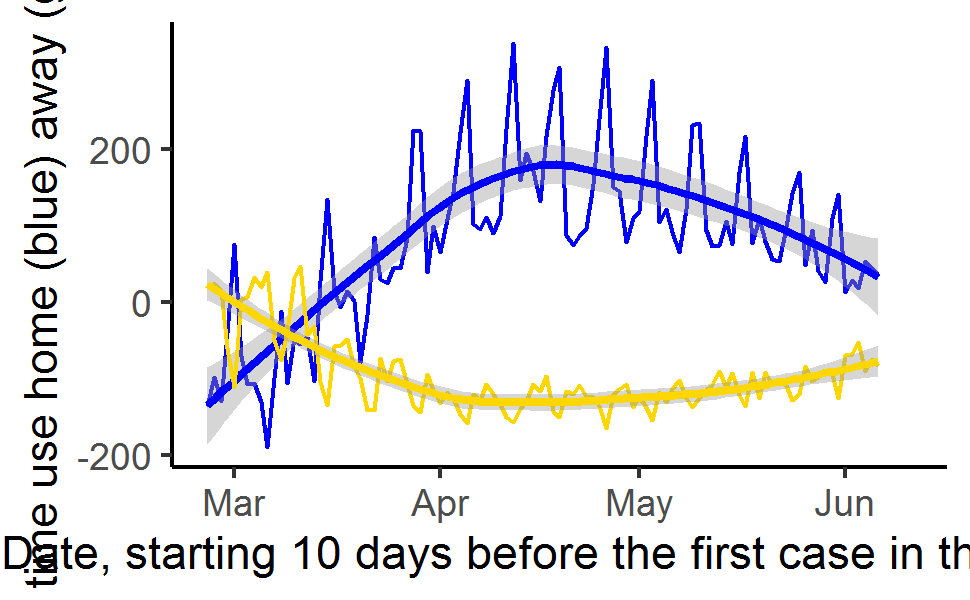 time use home (blue) away (
200
0
-200
Mar Apr May Jun
Date, starting 10 days before the first case in th